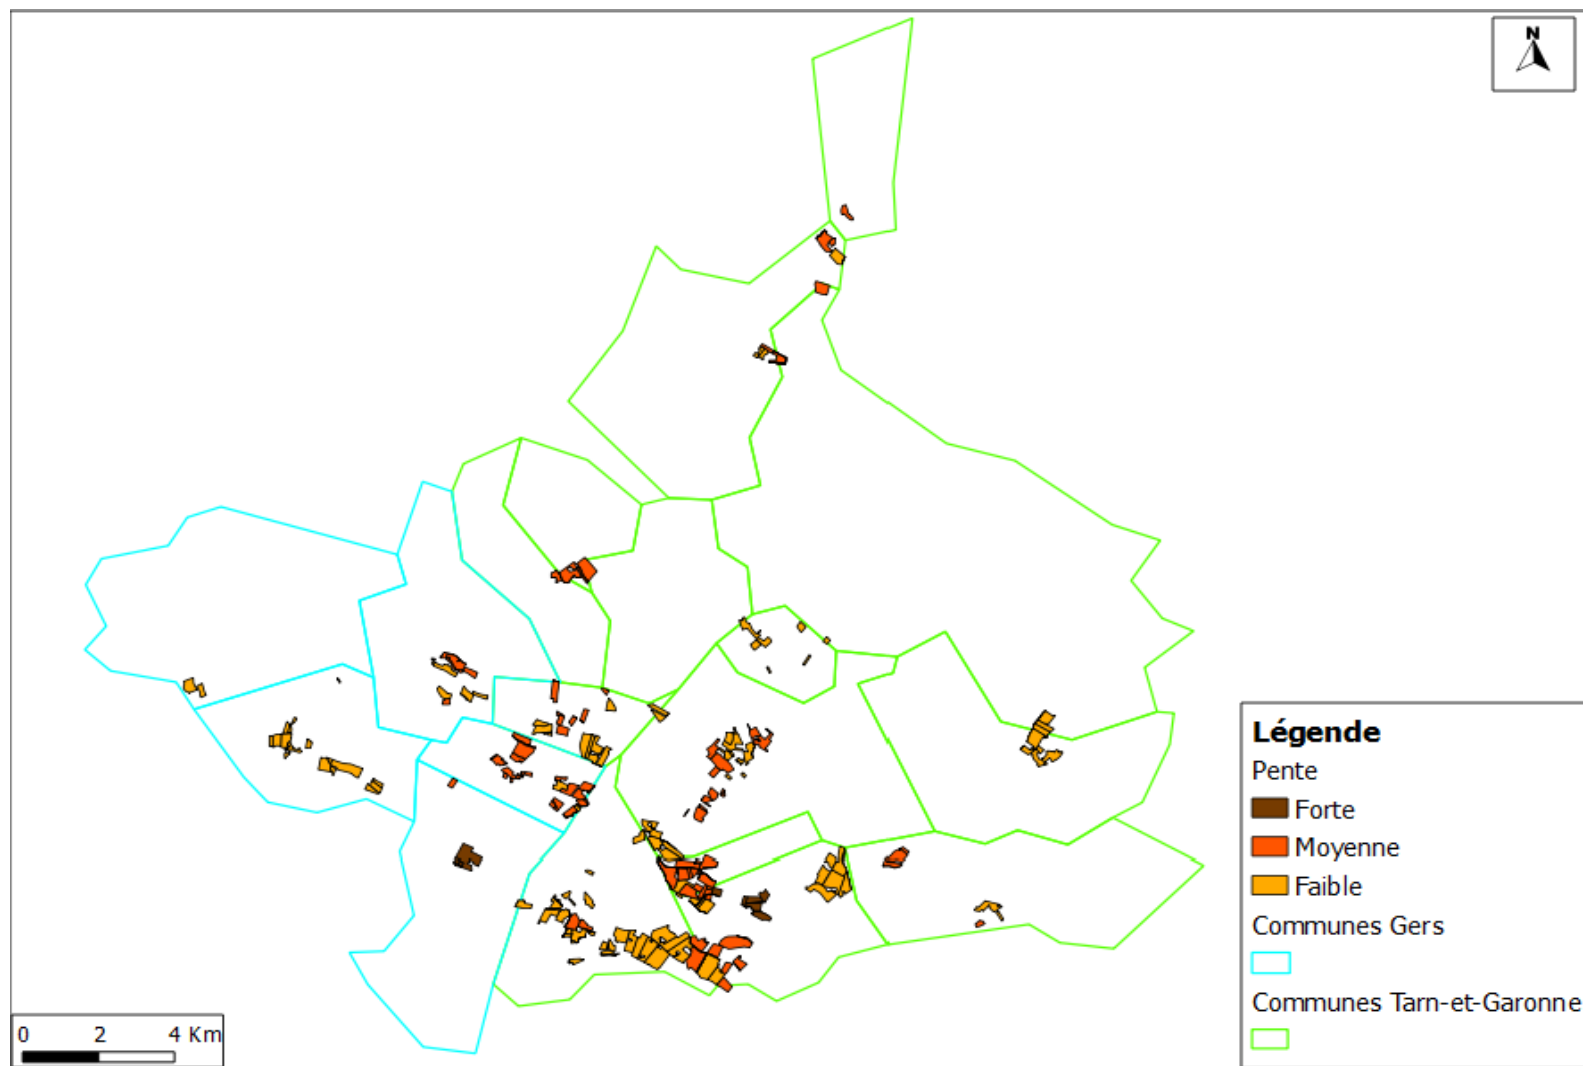 N
Légende
Pente
Forte
Moyenne
Faible
Communes Gers
Communes Tarn-et-Garonne
0 2 4 Km